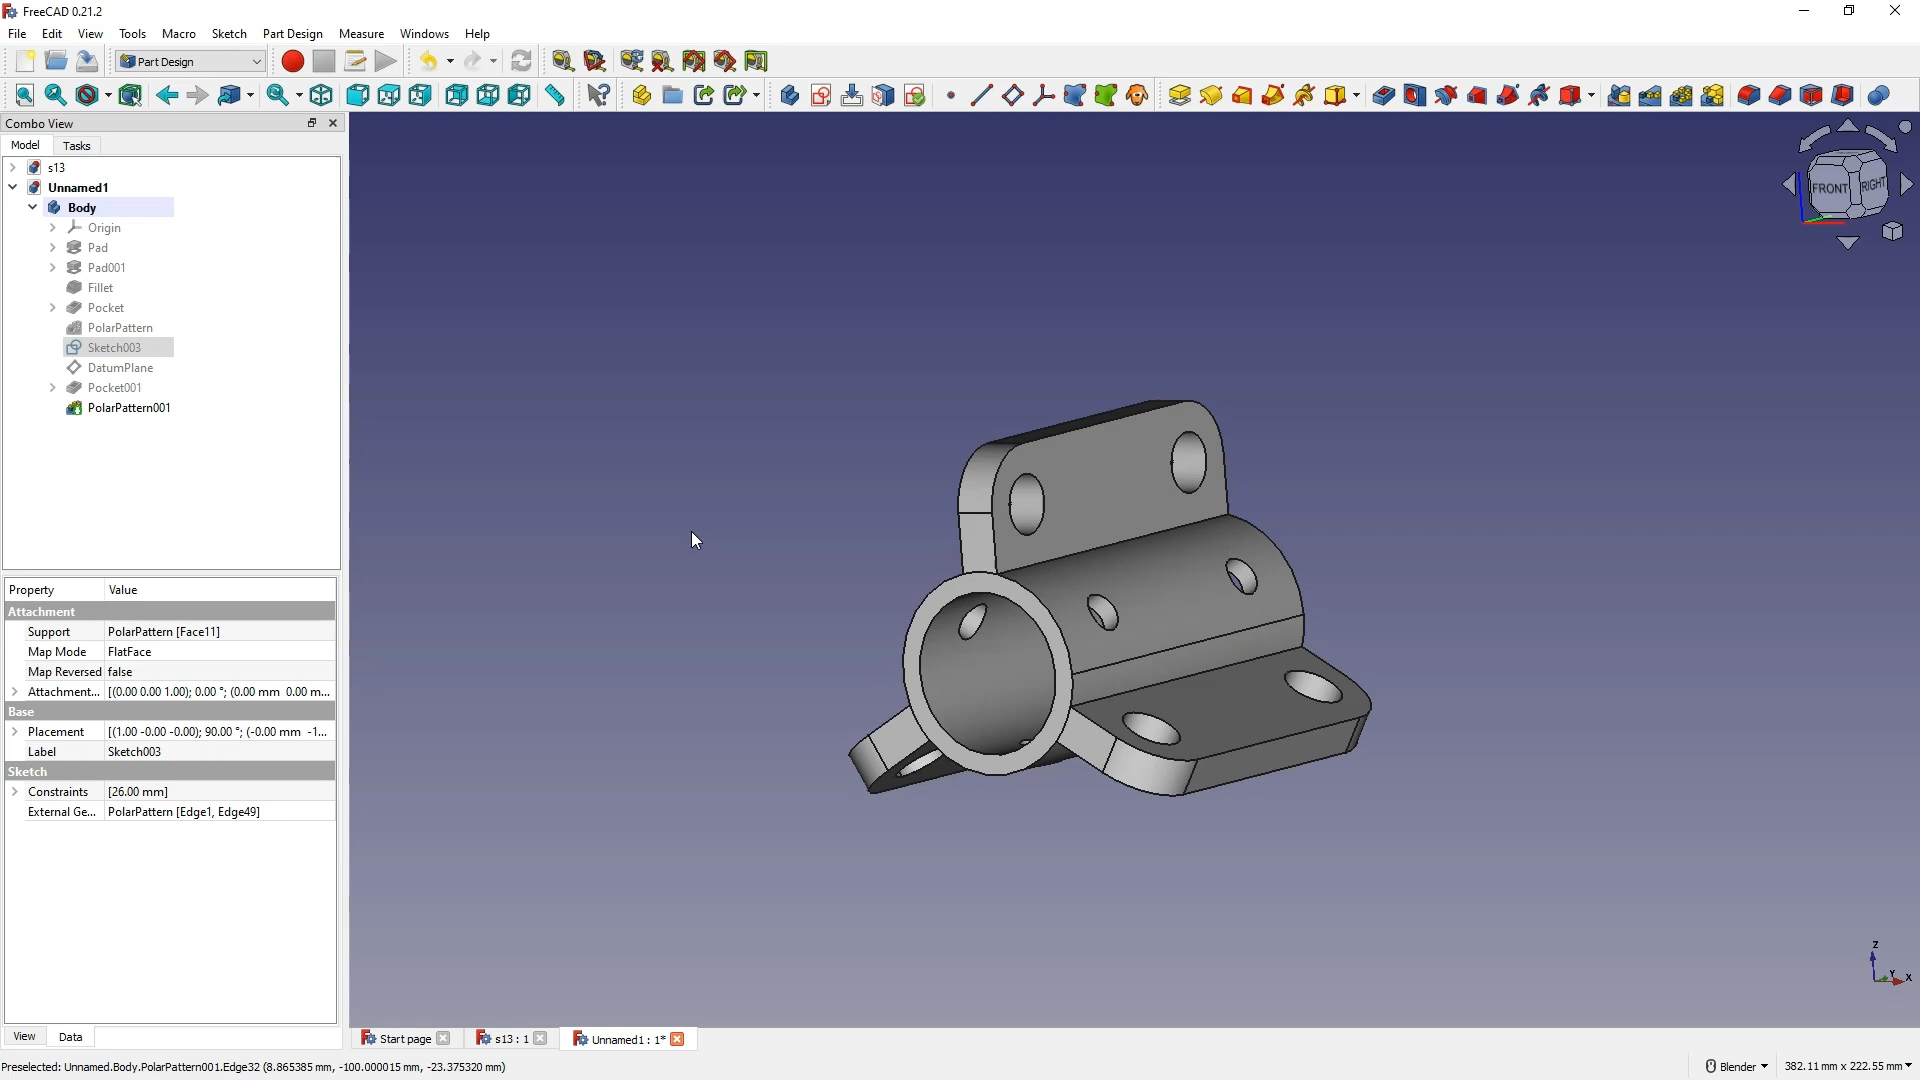 FreeCAD 0.21.2
File Edit View Tools Macro Sketch Part Design Measure Windows Help
Part Design
Combo View
Model Tasks
s13
Unnamed1
Body
Origin
Pad
Pad001
Fillet
Pocket
PolarPattern
Sketch003
DatumPlane
Pocket001
PolarPattern001
Property Value
Attachment
Support PolarPattern [Face11]
Map Mode FlatFace
Map Reversed false
Attachment... [(0.00 0.00 1.00); 0.00 °; (0.00 mm 0.00 m...
Base
Placement [(1.00 -0.00 -0.00); 90.00 °; (-0.00 mm -1...
Label Sketch003
Sketch
Constraints [26.00 mm]
External Ge... PolarPattern [Edge1, Edge49]
View Data
FRONT RIGHT
Z
Y X
Start page s13 : 1 Unnamed1 : 1*
Preselected: Unnamed.Body.PolarPattern001.Edge32 (8.865385 mm, -100.000015 mm, -23.375320 mm)
Blender 382.11 mm x 222.55 mm